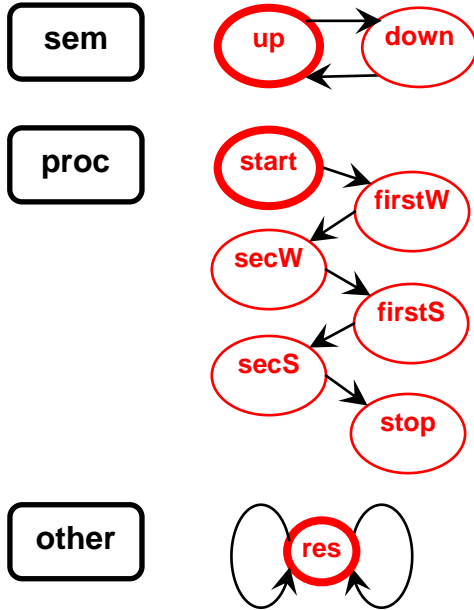 sem
up
down
proc
start
firstW
secW
firstS
secS
stop
other
res